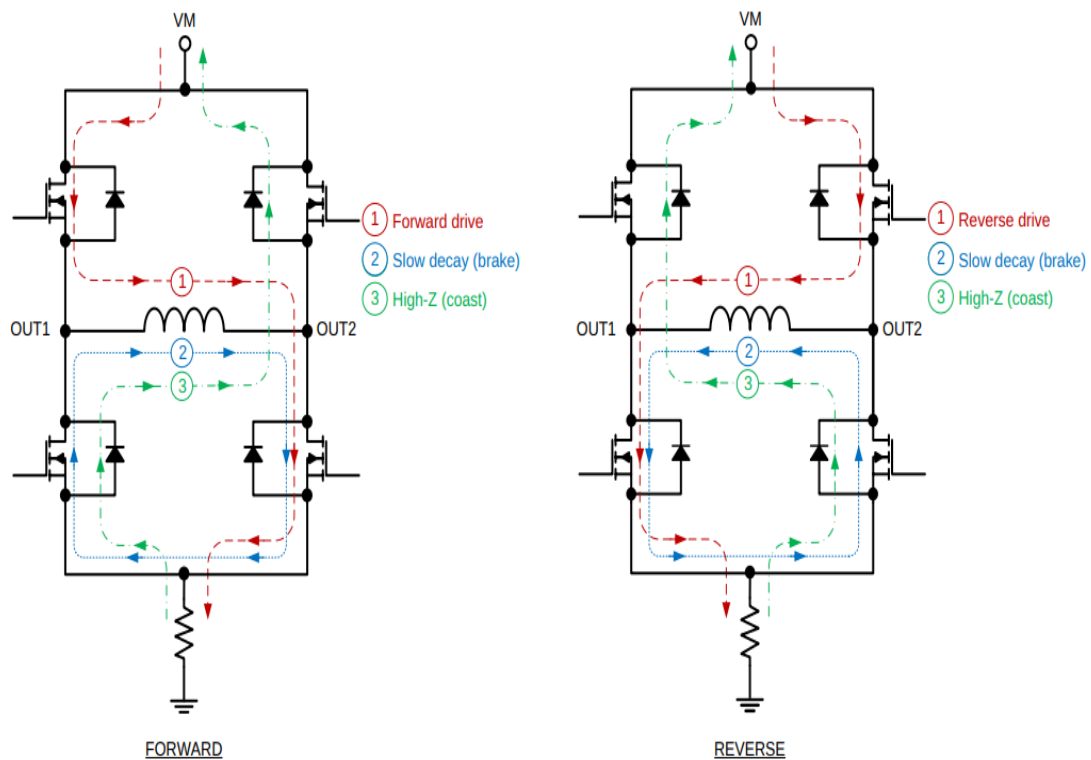 VM
1 Forward drive
2 Slow decay (brake)
3 High-Z (coast)
1
OUT1
OUT2
2
3
FORWARD
VM
1 Reverse drive
2 Slow decay (brake)
3 High-Z (coast)
1
OUT1
OUT2
2
3
REVERSE